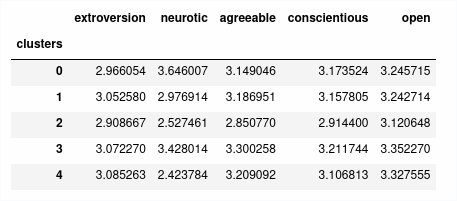 extroversion neurotic agreeable conscientious open
clusters
0 2.966054 3.646007 3.149046 3.173524 3.245715
1 3.052580 2.976914 3.186951 3.157805 3.242714
2 2.908667 2.527461 2.850770 2.914400 3.120648
3 3.072270 3.428014 3.300258 3.211744 3.352270
4 3.085263 2.423784 3.209092 3.106813 3.327555